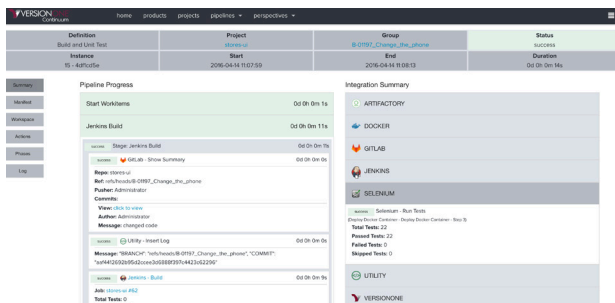 VERSION
Continuum
home products projects pipelines perspectives
Definition Project Group Status
Build and Unit Test stores-ui B-01197_Change_the_phone success
Instance Start End Duration
15 - 4df1cd5e 2016-04-14 11:07:59 2016-04-14 11:08:13 0d 0h 0m 14s
Summary
Manifest
Workspace
Actions
Phases
Log
Pipeline Progress
Start Workitems 0d 0h 0m 1s
Jenkins Build 0d 0h 0m 11s
success Stage: Jenkins Build 0d 0h 0m 11s
success GitLab - Show Summary 0d 0h 0m 0s
Repo: stores-ui
Ref: refs/heads/B-01197_Change_the_phone
Pusher: Administrator
Commits:
View: click to view
Author: Administrator
Message: changed code
success Utility - Insert Log 0d 0h 0m 0s
Message: "BRANCH": "refs/heads/B-01197_Change_the_phone", "COMMIT":
success Jenkins - Build 0d 0h 0m 9s
Job: stores-ui #62
Total Tests: 0
Integration Summary
ARTIFACTORY
DOCKER
GITLAB
JENKINS
SELENIUM
success Selenium - Run Tests
(Deploy Docker Container - Deploy Docker Container - Step 3)
Total Tests: 22
Passed Tests: 22
Failed Tests: 0
Skipped Tests: 0
UTILITY
VERSIONONE